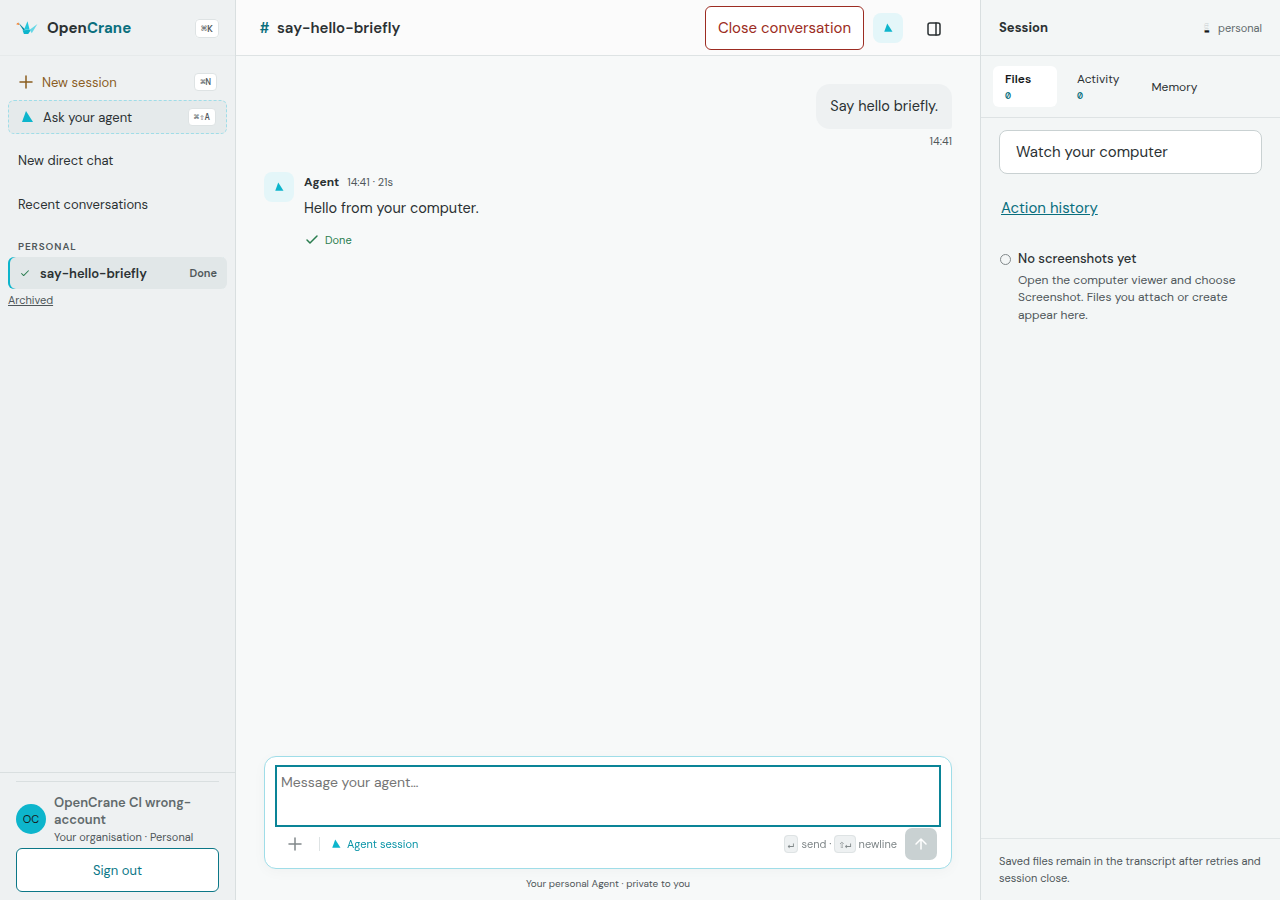 OpenCrane
⌘K
New session
⌘N
Ask your agent
⌘⇧A
New direct chat
Recent conversations
PERSONAL
say-hello-briefly
Done
Archived
OpenCrane CI wrong-
account
OC
Your organisation · Personal
Sign out
# say-hello-briefly
Close conversation
Say hello briefly.
14:41
Agent 14:41 · 21s
Hello from your computer.
Done
Message your agent…
Agent session
↵ send · ⇧↵ newline
Your personal Agent · private to you
Session
personal
Files
0
Activity
0
Memory
Watch your computer
Action history
No screenshots yet
Open the computer viewer and choose
Screenshot. Files you attach or create
appear here.
Saved files remain in the transcript after retries and
session close.